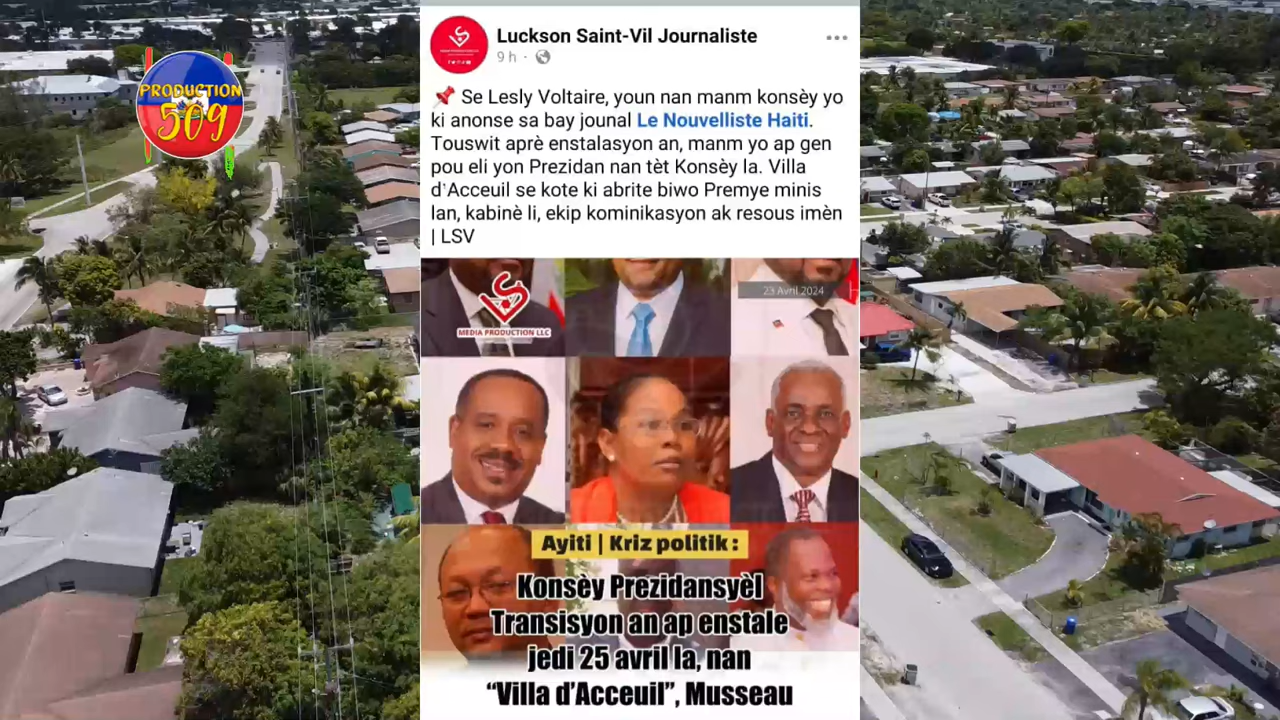 PRODUCTION
509
Luckson Saint-Vil Journaliste
9 h ·
Se Lesly Voltaire, youn nan manm konsèy yo
ki anonse sa bay jounal Le Nouvelliste Haiti.
Touswit aprè enstalasyon an, manm yo ap gen
pou eli yon Prezidan nan tèt Konsèy la. Villa
d'Acceuil se kote ki abrite biwo Premye minis
lan, kabinè li, ekip kominikasyon ak resous imèn
| LSV
MEDIA PRODUCTION LLC
23 Avril 2024
Ayiti | Kriz politik :
Konsèy Prezidansyèl
Transisyon an ap enstale
jedi 25 avril la, nan
“Villa d’Acceuil”, Musseau